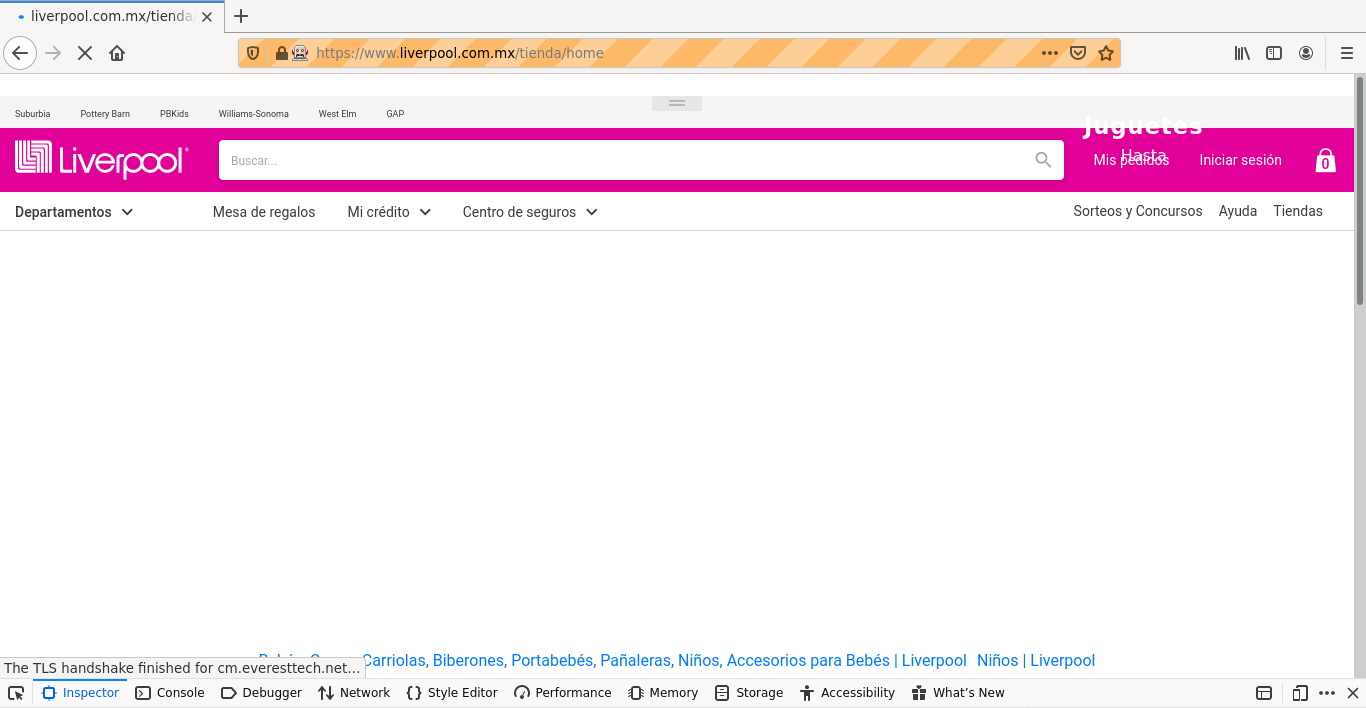 liverpool.com.mx/tienda
https://www.liverpool.com.mx/tienda/home
Suburbia Pottery Barn PBKids Williams-Sonoma West Elm GAP
Juguetes
Hasta
Liverpool
Buscar...
Mis pedidos Iniciar sesión 0
Departamentos Mesa de regalos Mi crédito Centro de seguros Sorteos y Concursos Ayuda Tiendas
Carriolas, Biberones, Portabebés, Pañaleras, Niños, Accesorios para Bebés | Liverpool Niños | Liverpool
The TLS handshake finished for cm.everesttech.net…
Inspector Console Debugger Network Style Editor Performance Memory Storage Accessibility What's New